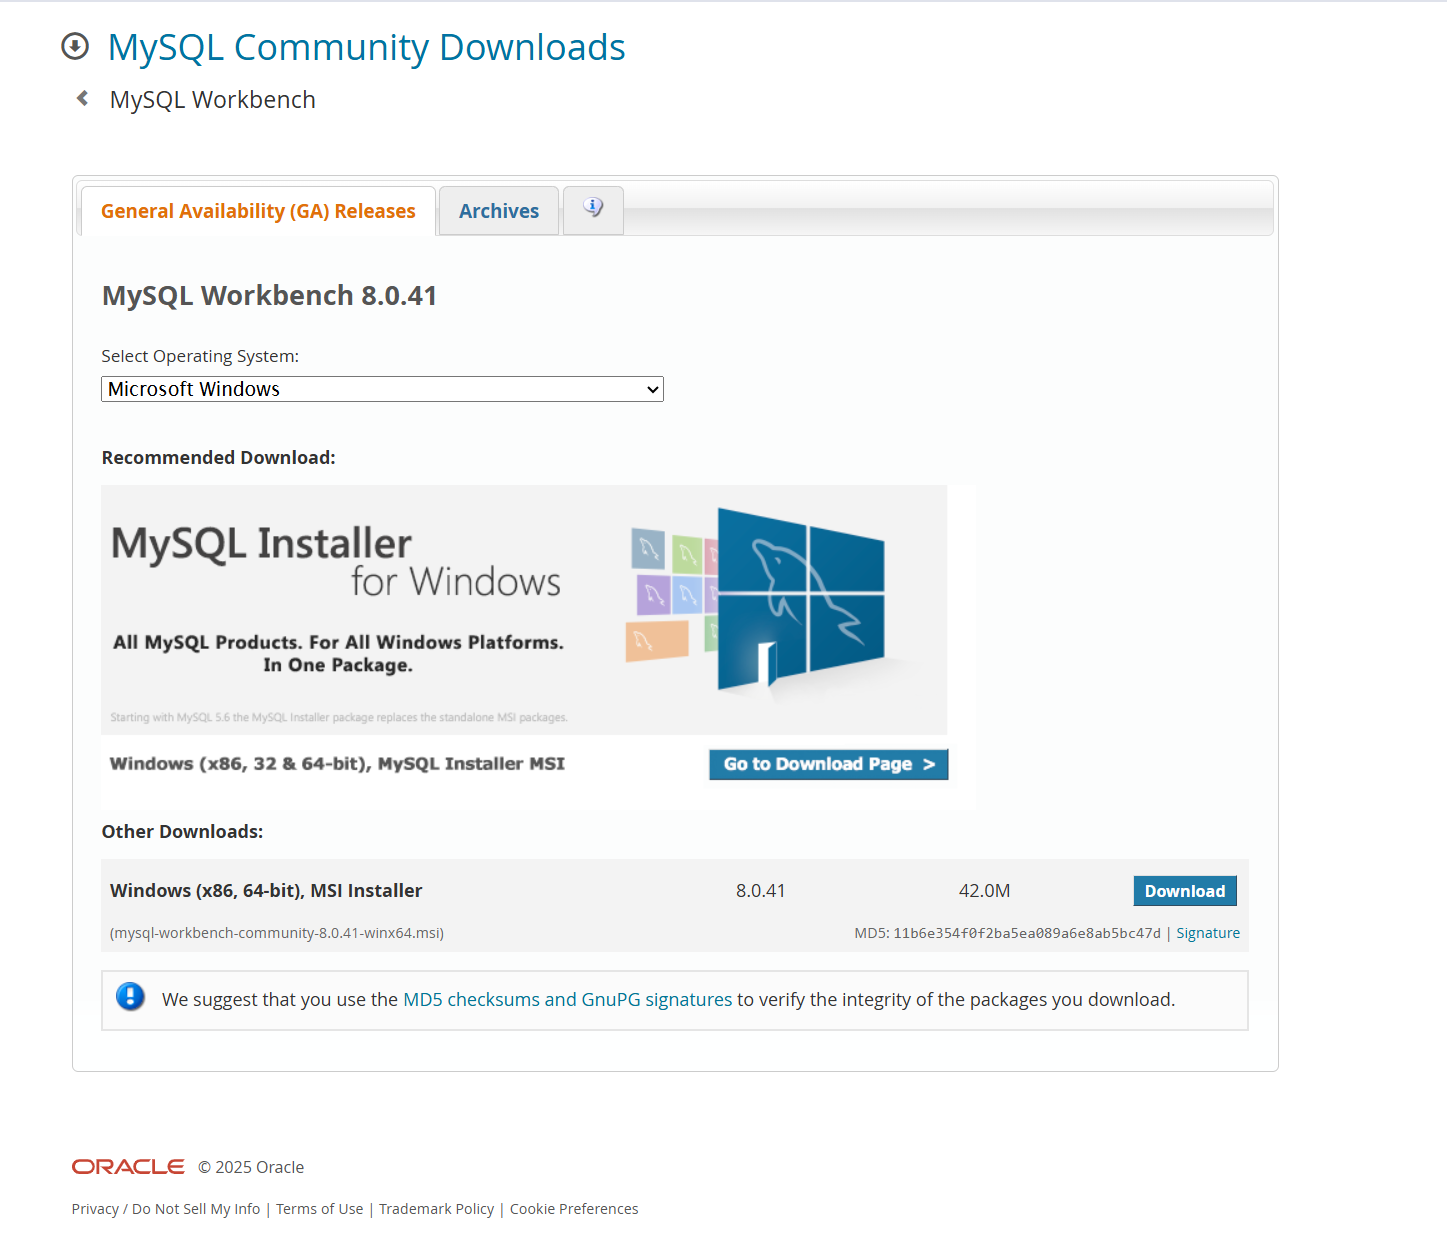 MySQL Community Downloads
MySQL Workbench
General Availability (GA) Releases
Archives
MySQL Workbench 8.0.41
Select Operating System:
Microsoft Windows
Recommended Download:
MySQL Installer
for Windows
All MySQL Products. For All Windows Platforms.
In One Package.
Starting with MySQL 5.6 the MySQL Installer package replaces the standalone MSI packages.
Windows (x86, 32 & 64-bit), MySQL Installer MSI
Go to Download Page >
Other Downloads:
Windows (x86, 64-bit), MSI Installer 8.0.41 42.0M Download
(mysql-workbench-community-8.0.41-winx64.msi) MD5: 11b6e354f0f2ba5ea089a6e8ab5bc47d | Signature
We suggest that you use the MD5 checksums and GnuPG signatures to verify the integrity of the packages you download.
ORACLE © 2025 Oracle
Privacy / Do Not Sell My Info | Terms of Use | Trademark Policy | Cookie Preferences